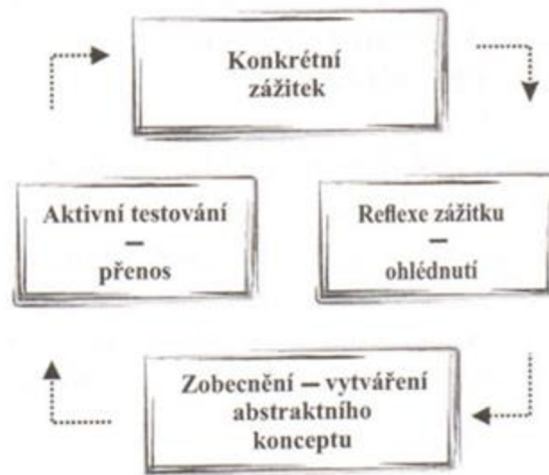 Konkrétní
zážitek
Aktivní testování
—
přenos
Reflexe zážitku
—
ohlédnutí
Zobecnění — vytváření
abstraktního
konceptu